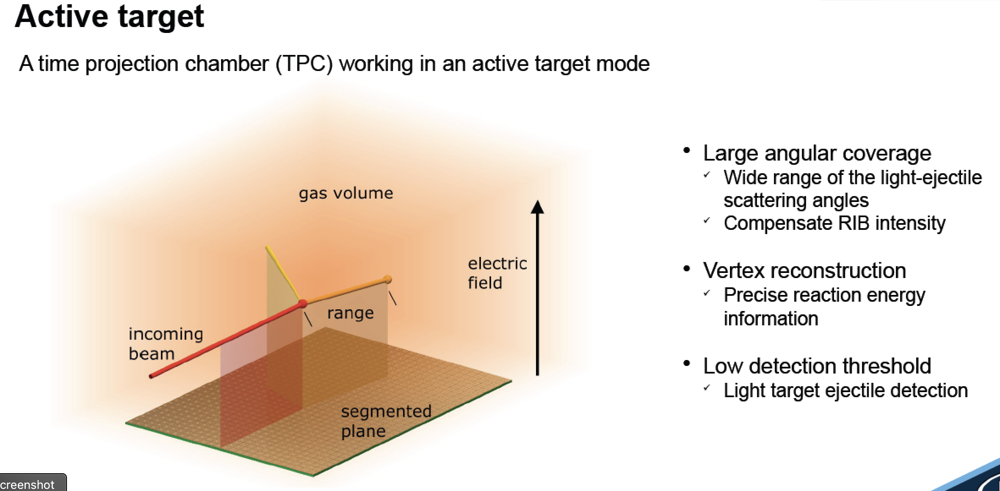 Active target
A time projection chamber (TPC) working in an active target mode
gas volume
electric
field
range
incoming
beam
segmented
plane
• Large angular coverage
✓ Wide range of the light-ejectile
scattering angles
✓ Compensate RIB intensity
• Vertex reconstruction
✓ Precise reaction energy
information
• Low detection threshold
✓ Light target ejectile detection
creenshot